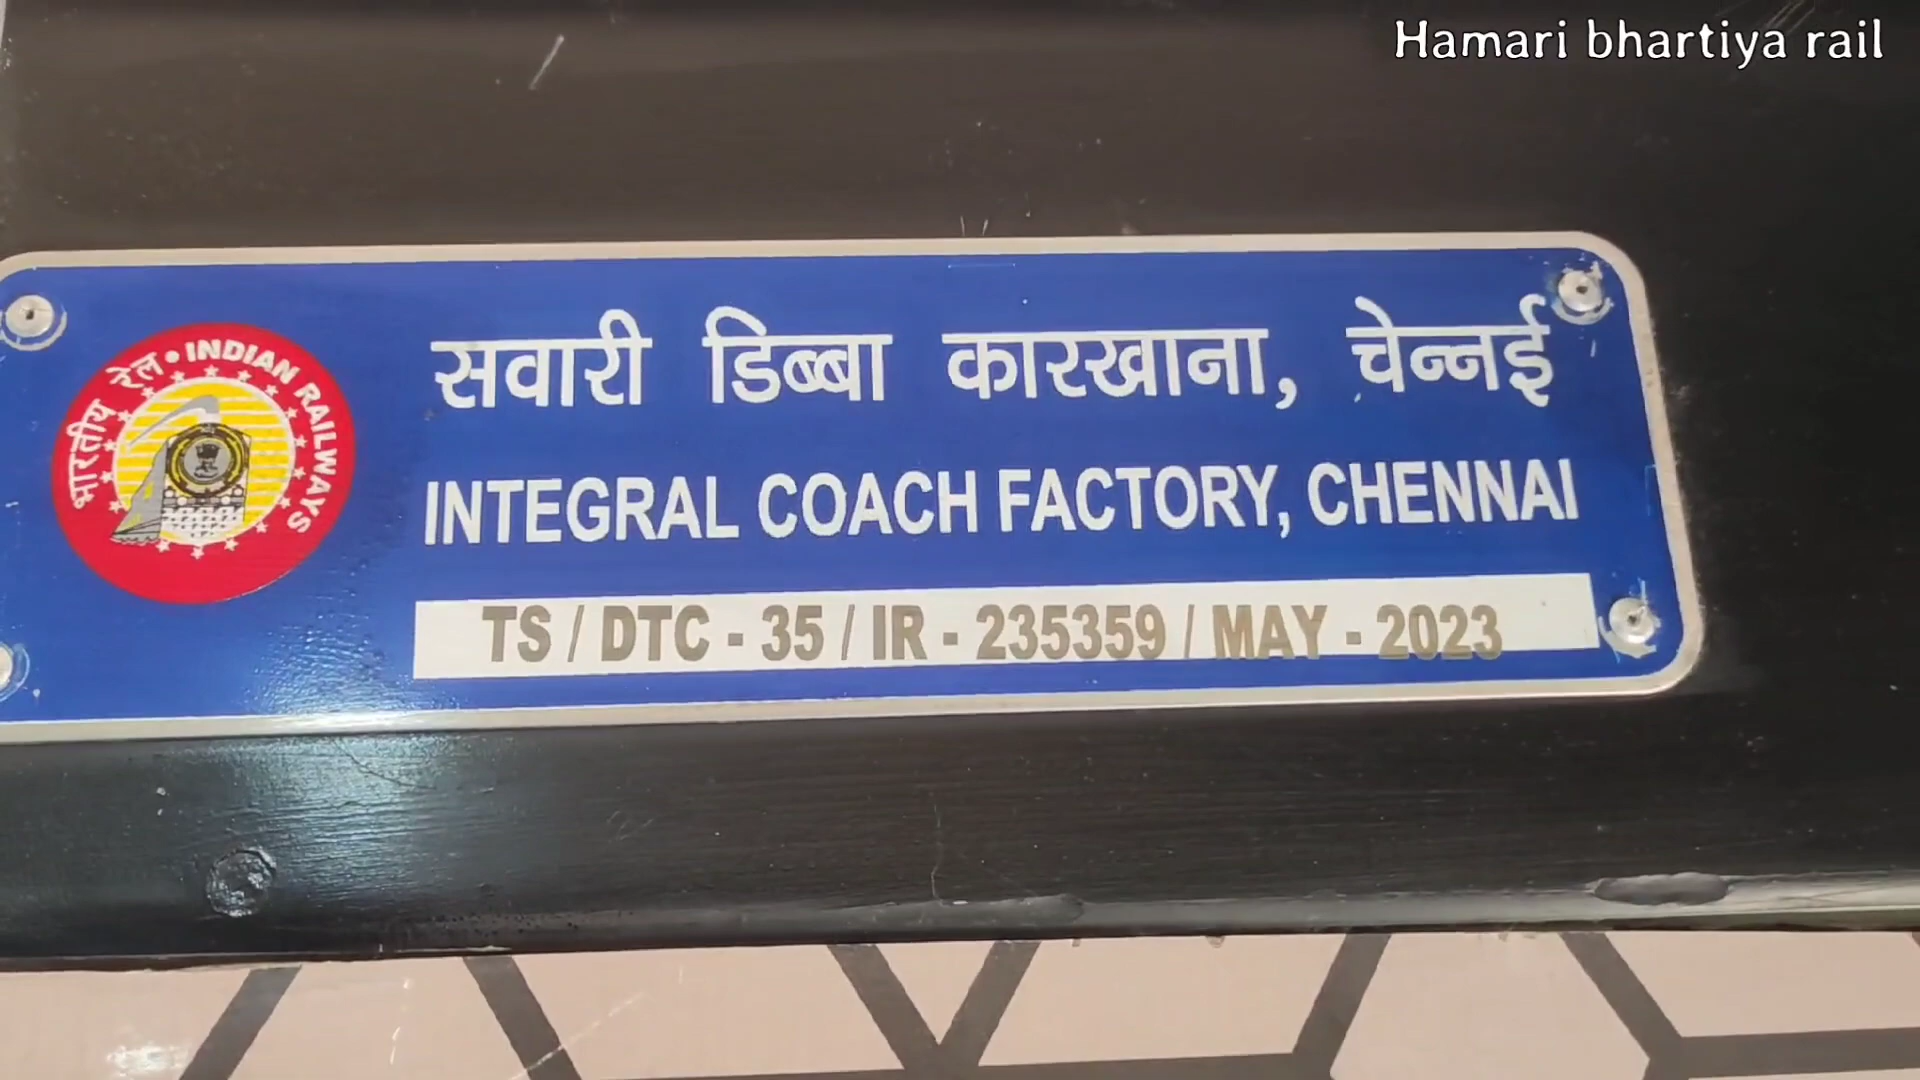 Hamari bhartiya rail
भारतीय रेल • INDIAN RAILWAYS
सवारी डिब्बा कारखाना, चेन्नई
INTEGRAL COACH FACTORY, CHENNAI
TS / DTC - 35 / IR - 235359 / MAY - 2023